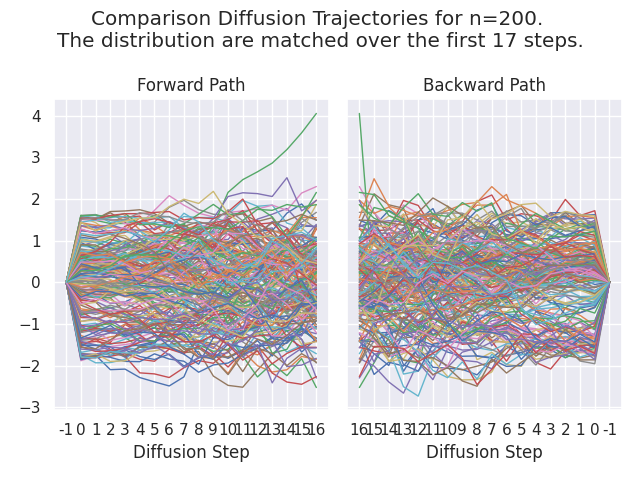 Comparison Diffusion Trajectories for n=200.
The distribution are matched over the first 17 steps.
Forward Path
Backward Path
4
3
2
1
0
−1
−2
−3
-1 0 1 2 3 4 5 6 7 8 9 10 11 12 13 14 15 16
16 15 14 13 12 11 10 9 8 7 6 5 4 3 2 1 0 -1
Diffusion Step
Diffusion Step